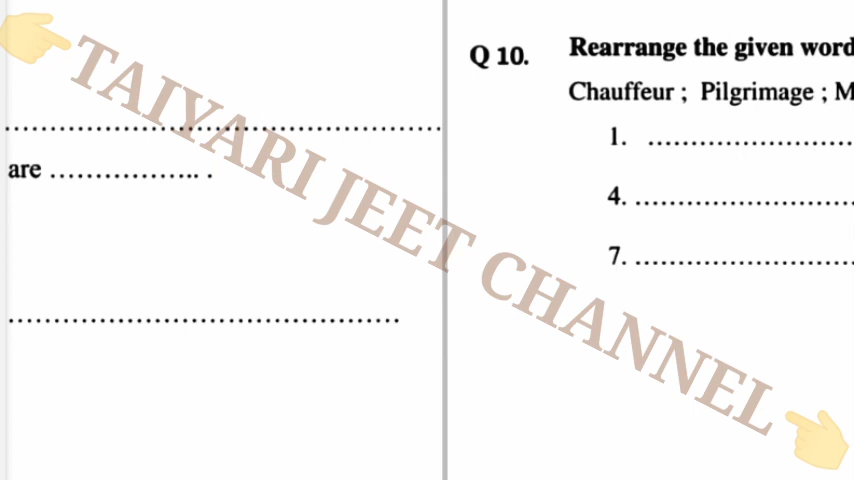 .......................................................
are .................. .
.................................................
Q 10. Rearrange the given word
Chauffeur ; Pilgrimage ; M
1. ........................
4. ..........................
7. ..........................
TAIYARI JEET CHANNEL